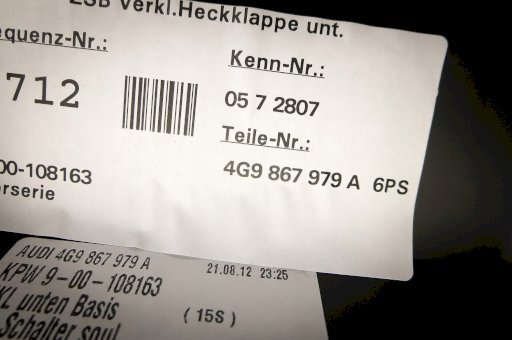 ZSB Verkl.Heckklappe unt.
equenz-Nr.:
Kenn-Nr.:
712
05 7 2807
Teile-Nr.:
00-108163
4G9 867 979 A 6PS
erserie
AUDI 4G9 867 979 A
21.08.12 23:25
KPW 9-00-108163
KL unten Basis
(15S)
Schalter soul